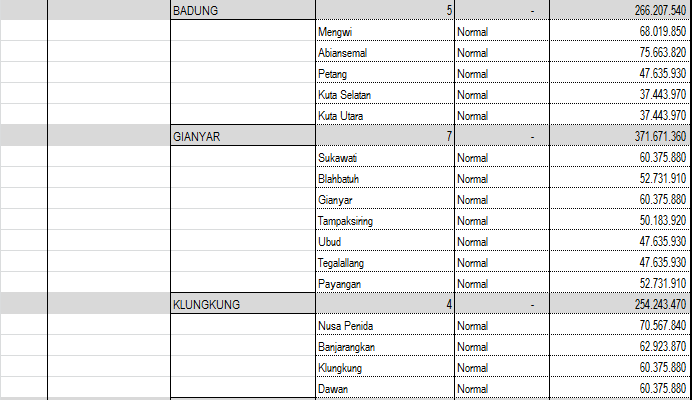 BADUNG 5 - 266.207.540
Mengwi Normal 68.019.850
Abiansemal Normal 75.663.820
Petang Normal 47.635.930
Kuta Selatan Normal 37.443.970
Kuta Utara Normal 37.443.970
GIANYAR 7 - 371.671.360
Sukawati Normal 60.375.880
Blahbatuh Normal 52.731.910
Gianyar Normal 60.375.880
Tampaksiring Normal 50.183.920
Ubud Normal 47.635.930
Tegalallang Normal 47.635.930
Payangan Normal 52.731.910
KLUNGKUNG 4 - 254.243.470
Nusa Penida Normal 70.567.840
Banjarangkan Normal 62.923.870
Klungkung Normal 60.375.880
Dawan Normal 60.375.880